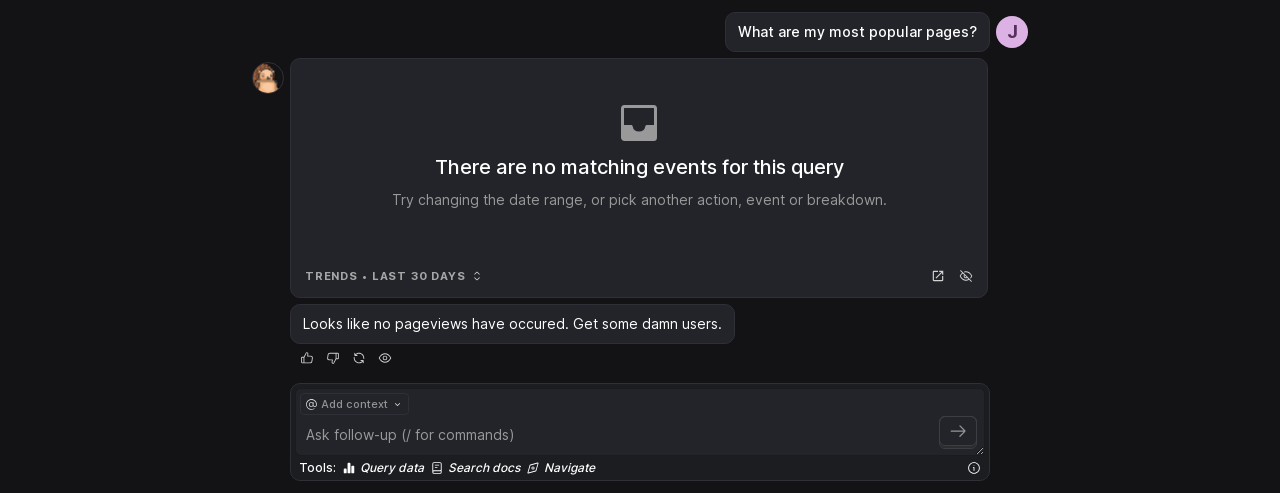 What are my most popular pages?
J
There are no matching events for this query
Try changing the date range, or pick another action, event or breakdown.
TRENDS • LAST 30 DAYS
Looks like no pageviews have occured. Get some damn users.
@ Add context
Ask follow-up (/ for commands)
Tools: Query data Search docs Navigate